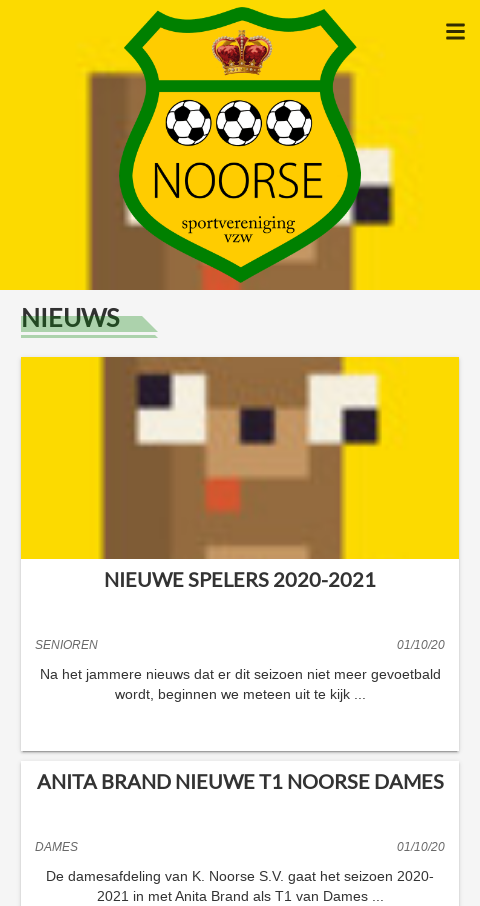 NOORSE
sportvereniging
vzw
NIEUWS
NIEUWE SPELERS 2020-2021
SENIOREN 01/10/20
Na het jammere nieuws dat er dit seizoen niet meer gevoetbald
wordt, beginnen we meteen uit te kijk ...
ANITA BRAND NIEUWE T1 NOORSE DAMES
DAMES 01/10/20
De damesafdeling van K. Noorse S.V. gaat het seizoen 2020-
2021 in met Anita Brand als T1 van Dames ...